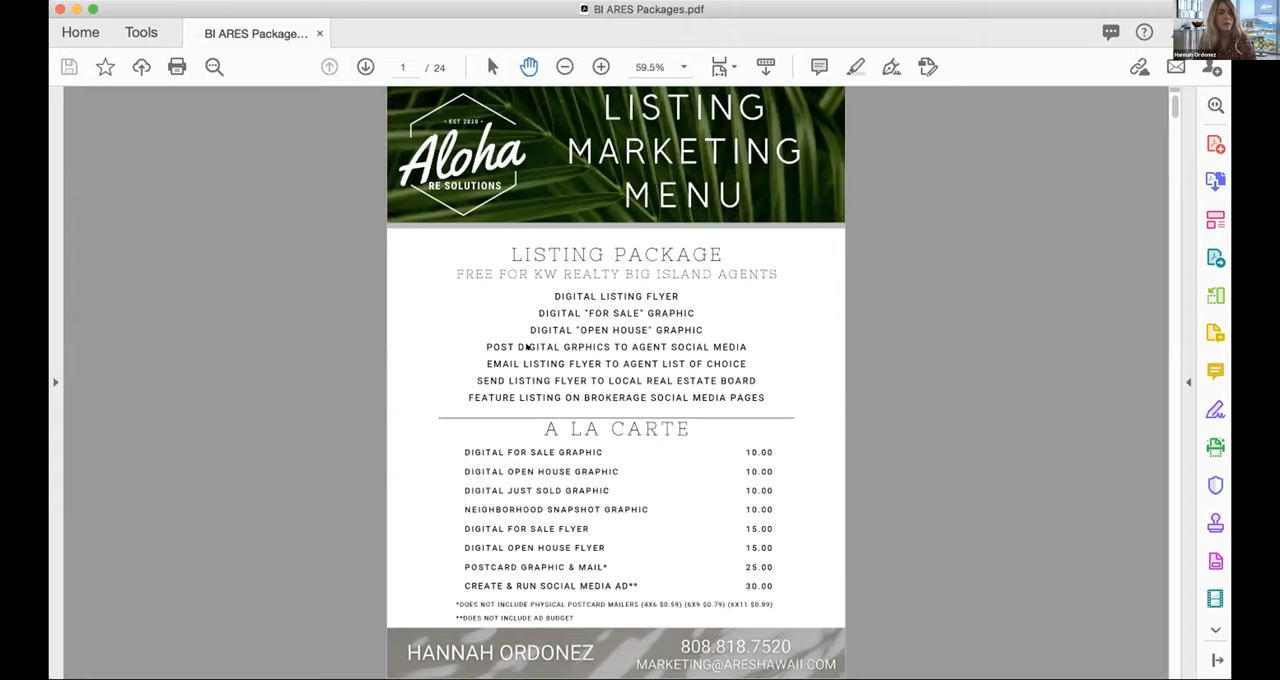 BI ARES Packages.pdf
Home
Tools
BI ARES Package...
×
1 / 24
59.5%
Hannah Ordonez
• EST 2020 •
Aloha
RE SOLUTIONS
LISTING
MARKETING
MENU
LISTING PACKAGE
FREE FOR KW REALTY BIG ISLAND AGENTS
DIGITAL LISTING FLYER
DIGITAL "FOR SALE" GRAPHIC
DIGITAL "OPEN HOUSE" GRAPHIC
POST DIGITAL GRPHICS TO AGENT SOCIAL MEDIA
EMAIL LISTING FLYER TO AGENT LIST OF CHOICE
SEND LISTING FLYER TO LOCAL REAL ESTATE BOARD
FEATURE LISTING ON BROKERAGE SOCIAL MEDIA PAGES
A LA CARTE
DIGITAL FOR SALE GRAPHIC 10.00
DIGITAL OPEN HOUSE GRAPHIC 10.00
DIGITAL JUST SOLD GRAPHIC 10.00
NEIGHBORHOOD SNAPSHOT GRAPHIC 10.00
DIGITAL FOR SALE FLYER 15.00
DIGITAL OPEN HOUSE FLYER 15.00
POSTCARD GRAPHIC & MAIL* 25.00
CREATE & RUN SOCIAL MEDIA AD** 30.00
*DOES NOT INCLUDE PHYSICAL POSTCARD MAILERS (4X6 $0.59) (6X9 $0.79) (6X11 $0.89)
**DOES NOT INCLUDE AD BUDGET
HANNAH ORDONEZ
808.818.7520
MARKETING@ARESHAWAII.COM